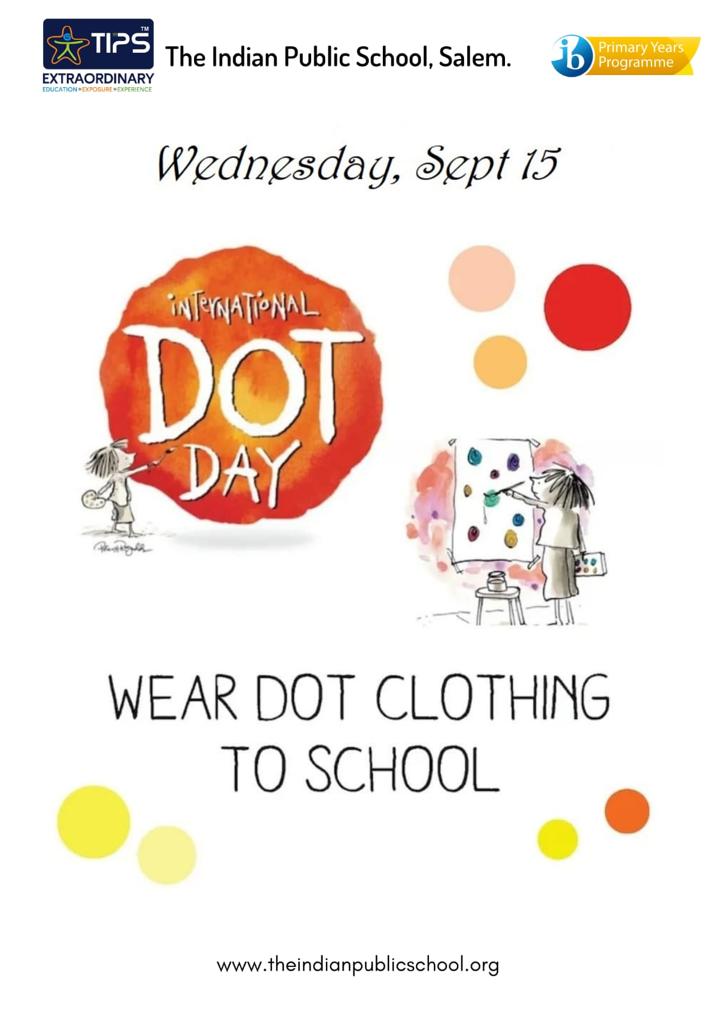 TIPS
TM
EXTRAORDINARY
EDUCATION•EXPOSURE•EXPERIENCE
The Indian Public School, Salem.
ib
Primary Years
Programme
Wednesday, Sept 15
INTERNATIONAL
DOT
DAY
WEAR DOT CLOTHING
TO SCHOOL
www.theindianpublicschool.org